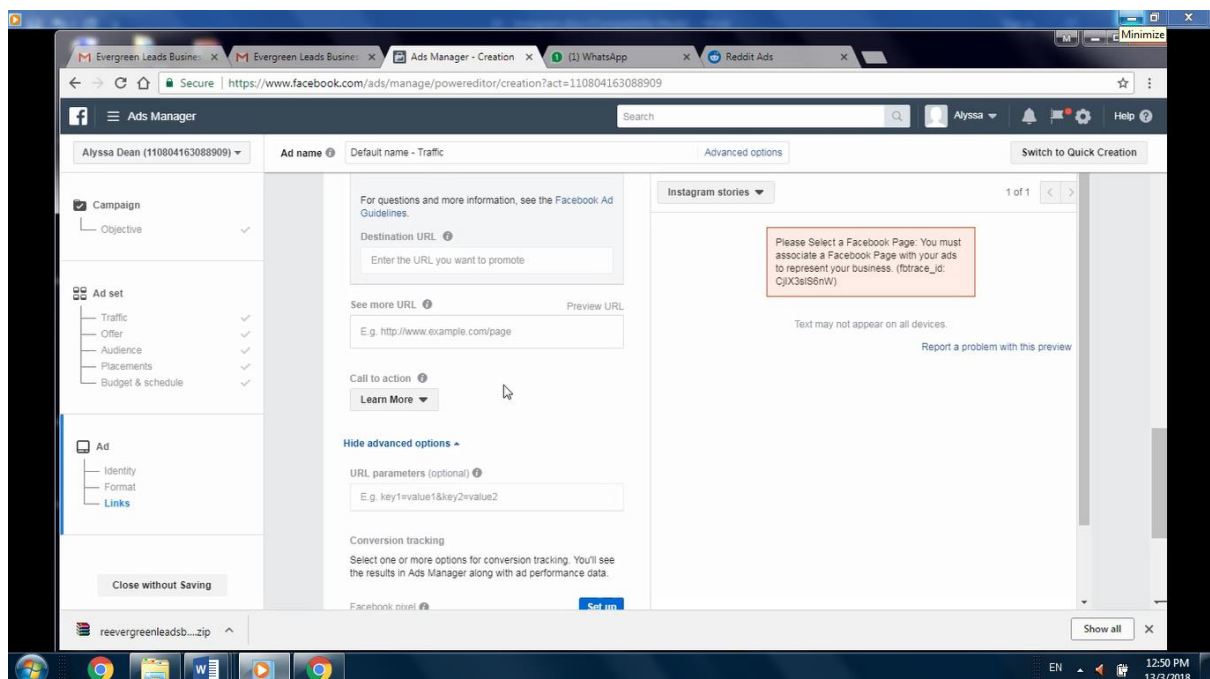 Minimize
Evergreen Leads Busines
Evergreen Leads Busines
Ads Manager - Creation
(1) WhatsApp
Reddit Ads
M
Secure
https://www.facebook.com/ads/manage/powereditor/creation?act=110804163088909
Ads Manager
Search
Alyssa
Help
Alyssa Dean (110804163088909)
Ad name
Default name - Traffic
Advanced options
Switch to Quick Creation
Campaign
Objective
Ad set
Traffic
Offer
Audience
Placements
Budget & schedule
Ad
Identity
Format
Links
Close without Saving
For questions and more information, see the Facebook Ad
Guidelines.
Destination URL
Enter the URL you want to promote
See more URL
Preview URL
E.g. http://www.example.com/page
Call to action
Learn More
Hide advanced options
URL parameters (optional)
E.g. key1=value1&key2=value2
Conversion tracking
Select one or more options for conversion tracking. You'll see
the results in Ads Manager along with ad performance data.
Facebook pixel
Set up
Instagram stories
1 of 1
Please Select a Facebook Page: You must
associate a Facebook Page with your ads
to represent your business. (fbtrace_id:
Text may not appear on all devices.
Report a problem with this preview
reevergreenleadsb....zip
Show all
EN
12:50 PM
13/3/2018